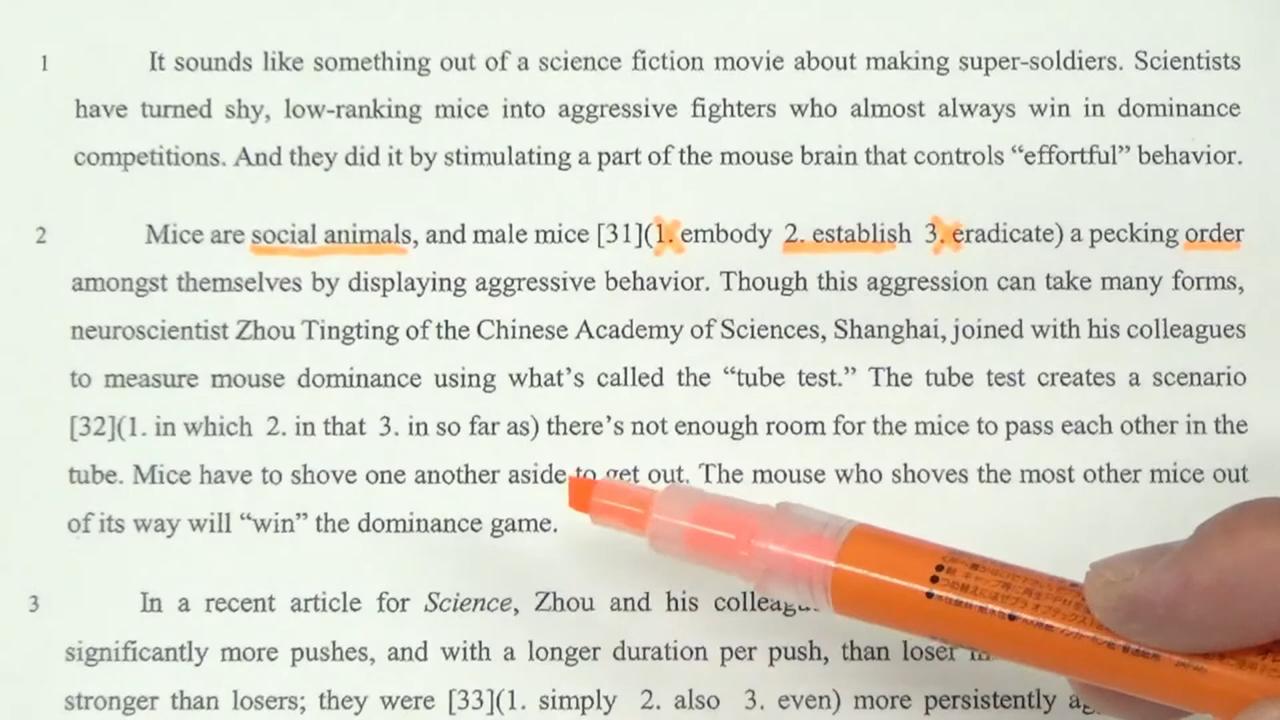 1 It sounds like something out of a science fiction movie about making super-soldiers. Scientists
have turned shy, low-ranking mice into aggressive fighters who almost always win in dominance
competitions. And they did it by stimulating a part of the mouse brain that controls “effortful” behavior.
2 Mice are social animals, and male mice [31](1. embody 2. establish 3. eradicate) a pecking order
amongst themselves by displaying aggressive behavior. Though this aggression can take many forms,
neuroscientist Zhou Tingting of the Chinese Academy of Sciences, Shanghai, joined with his colleagues
to measure mouse dominance using what’s called the “tube test.” The tube test creates a scenario
[32](1. in which 2. in that 3. in so far as) there’s not enough room for the mice to pass each other in the
tube. Mice have to shove one another aside to get out. The mouse who shoves the most other mice out
of its way will “win” the dominance game.
3 In a recent article for Science, Zhou and his
significantly more pushes, and with a longer duration per push, than
stronger than losers; they were [33](1. simply 2. also 3. even) more persistently